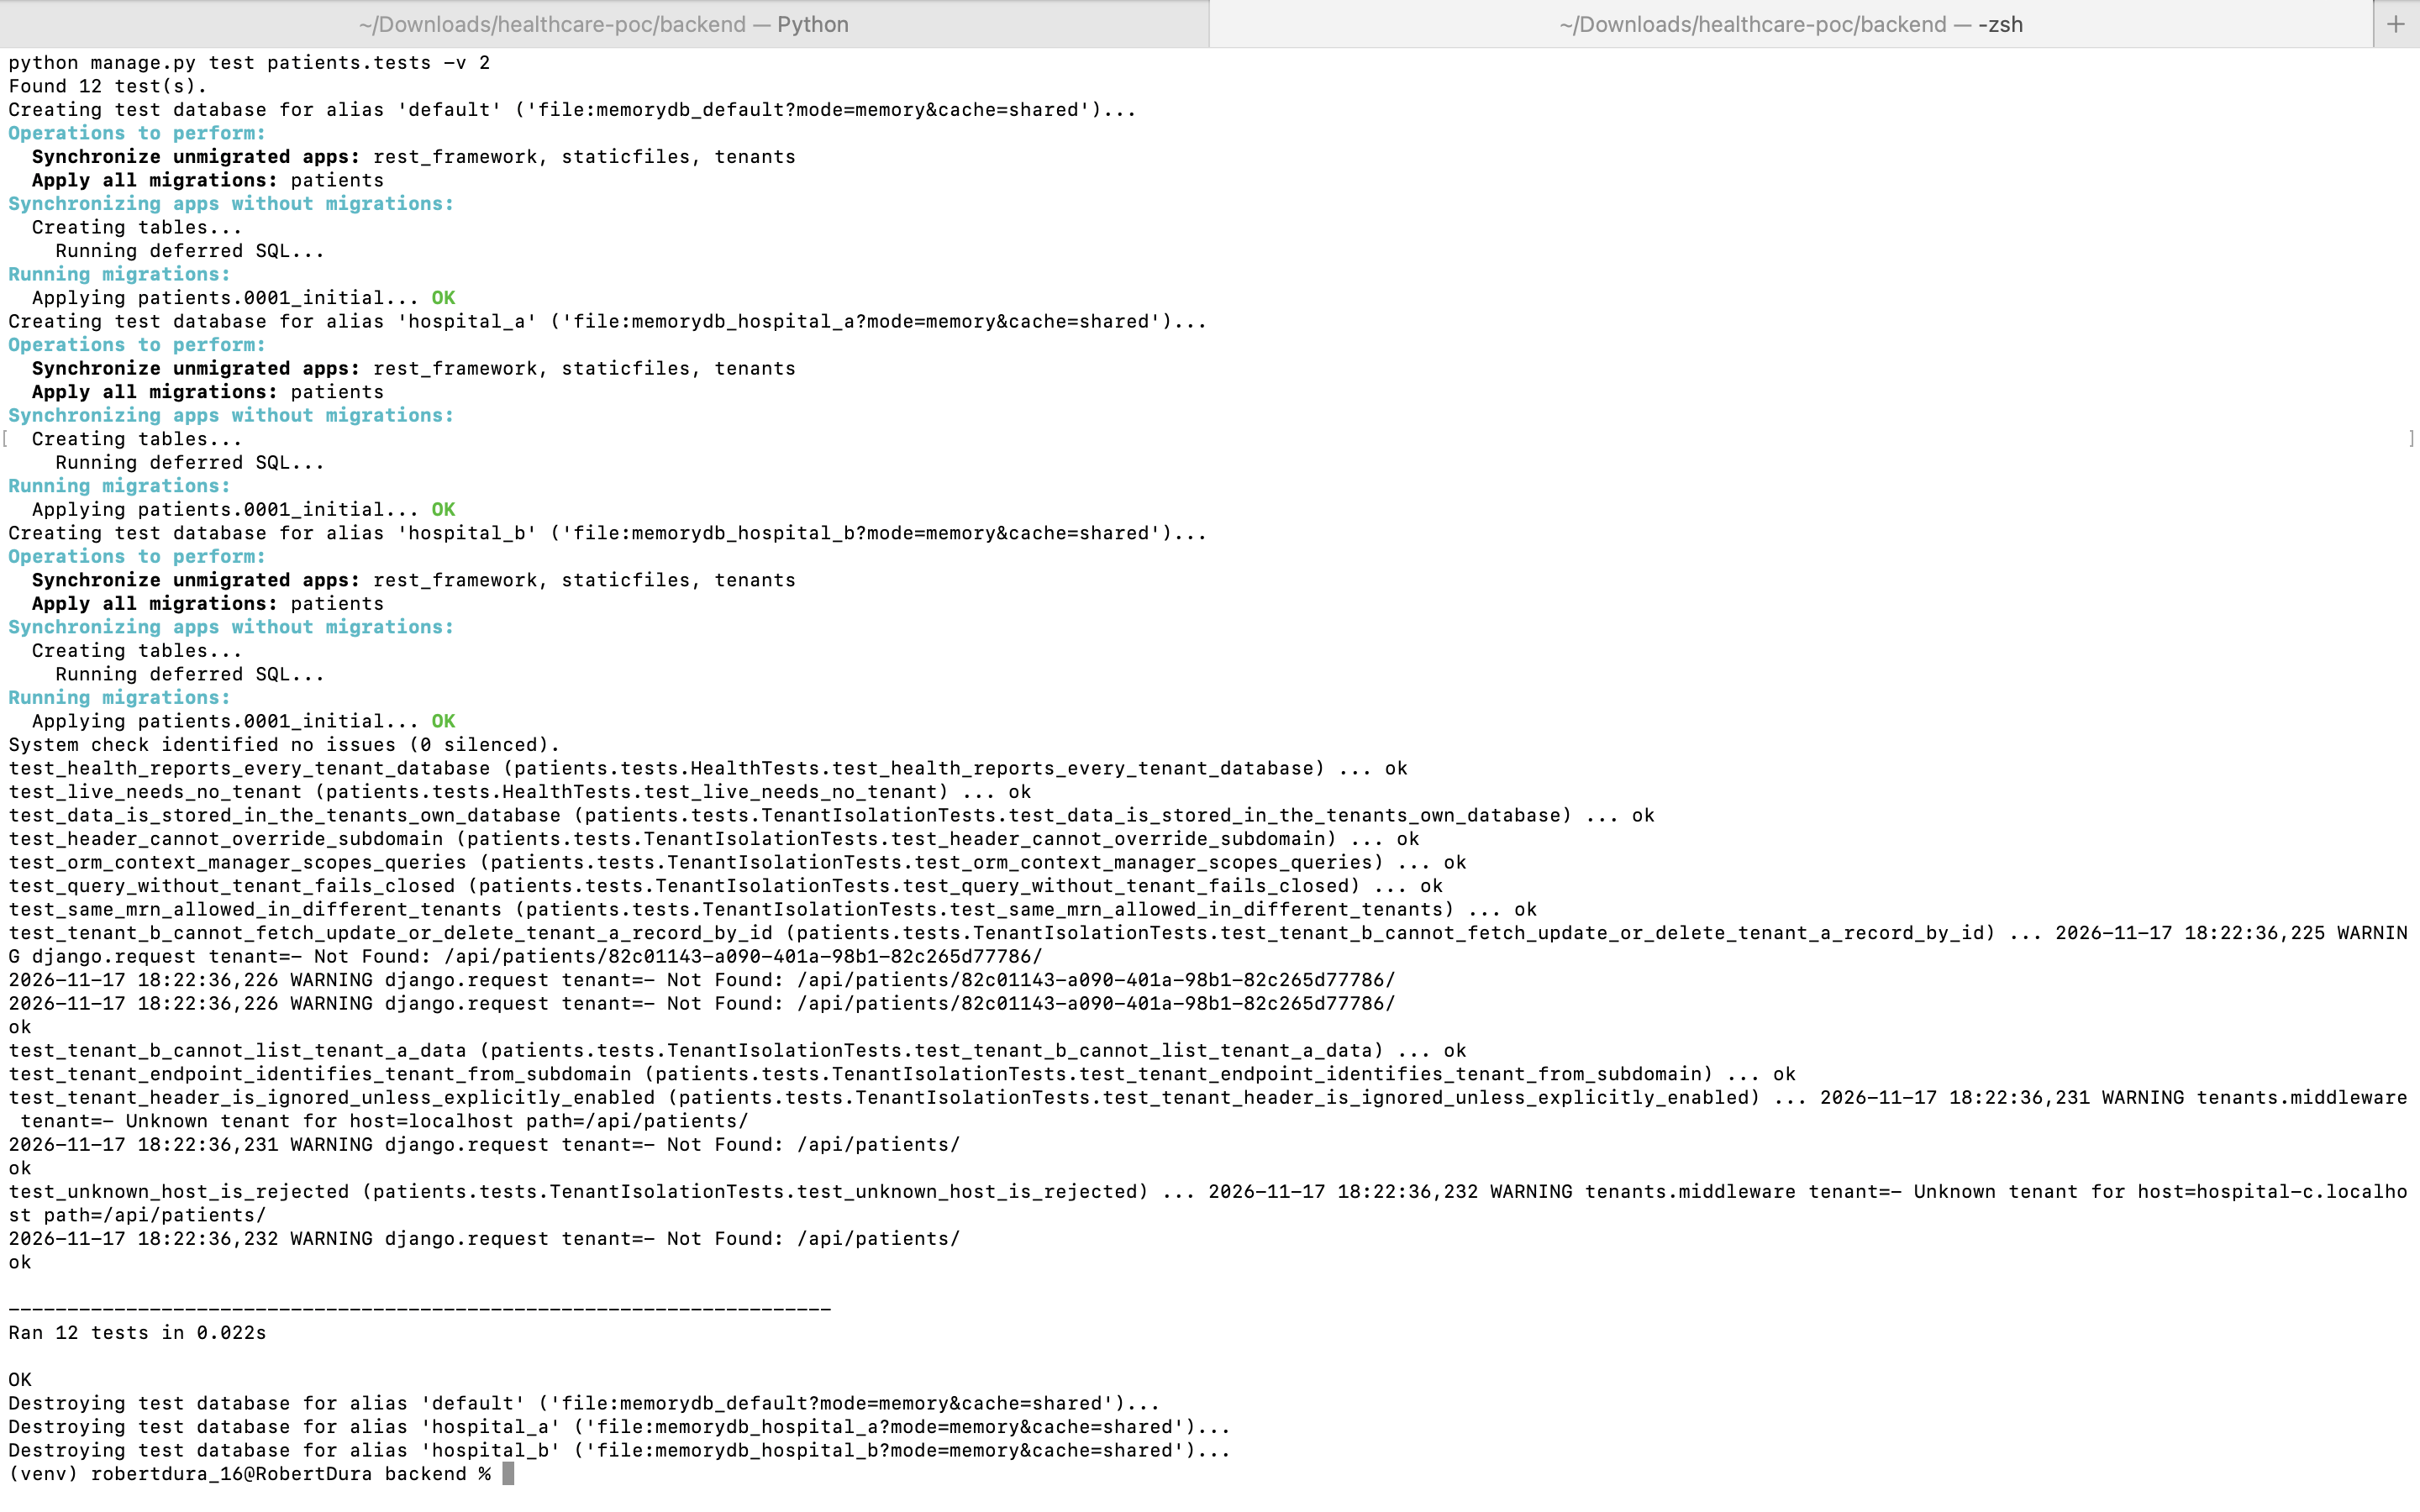 ~/Downloads/healthcare-poc/backend — Python
~/Downloads/healthcare-poc/backend — -zsh
+
python manage.py test patients.tests -v 2
Found 12 test(s).
Creating test database for alias 'default' ('file:memorydb_default?mode=memory&cache=shared')...
Operations to perform:
  Synchronize unmigrated apps: rest_framework, staticfiles, tenants
  Apply all migrations: patients
Synchronizing apps without migrations:
  Creating tables...
    Running deferred SQL...
Running migrations:
  Applying patients.0001_initial... OK
Creating test database for alias 'hospital_a' ('file:memorydb_hospital_a?mode=memory&cache=shared')...
Operations to perform:
  Synchronize unmigrated apps: rest_framework, staticfiles, tenants
  Apply all migrations: patients
Synchronizing apps without migrations:
[ Creating tables... ]
    Running deferred SQL...
Running migrations:
  Applying patients.0001_initial... OK
Creating test database for alias 'hospital_b' ('file:memorydb_hospital_b?mode=memory&cache=shared')...
Operations to perform:
  Synchronize unmigrated apps: rest_framework, staticfiles, tenants
  Apply all migrations: patients
Synchronizing apps without migrations:
  Creating tables...
    Running deferred SQL...
Running migrations:
  Applying patients.0001_initial... OK
System check identified no issues (0 silenced).
test_health_reports_every_tenant_database (patients.tests.HealthTests.test_health_reports_every_tenant_database) ... ok
test_live_needs_no_tenant (patients.tests.HealthTests.test_live_needs_no_tenant) ... ok
test_data_is_stored_in_the_tenants_own_database (patients.tests.TenantIsolationTests.test_data_is_stored_in_the_tenants_own_database) ... ok
test_header_cannot_override_subdomain (patients.tests.TenantIsolationTests.test_header_cannot_override_subdomain) ... ok
test_orm_context_manager_scopes_queries (patients.tests.TenantIsolationTests.test_orm_context_manager_scopes_queries) ... ok
test_query_without_tenant_fails_closed (patients.tests.TenantIsolationTests.test_query_without_tenant_fails_closed) ... ok
test_same_mrn_allowed_in_different_tenants (patients.tests.TenantIsolationTests.test_same_mrn_allowed_in_different_tenants) ... ok
test_tenant_b_cannot_fetch_update_or_delete_tenant_a_record_by_id (patients.tests.TenantIsolationTests.test_tenant_b_cannot_fetch_update_or_delete_tenant_a_record_by_id) ... 2026-11-17 18:22:36,225 WARNIN
G django.request tenant=- Not Found: /api/patients/82c01143-a090-401a-98b1-82c265d77786/
2026-11-17 18:22:36,226 WARNING django.request tenant=- Not Found: /api/patients/82c01143-a090-401a-98b1-82c265d77786/
2026-11-17 18:22:36,226 WARNING django.request tenant=- Not Found: /api/patients/82c01143-a090-401a-98b1-82c265d77786/
ok
test_tenant_b_cannot_list_tenant_a_data (patients.tests.TenantIsolationTests.test_tenant_b_cannot_list_tenant_a_data) ... ok
test_tenant_endpoint_identifies_tenant_from_subdomain (patients.tests.TenantIsolationTests.test_tenant_endpoint_identifies_tenant_from_subdomain) ... ok
test_tenant_header_is_ignored_unless_explicitly_enabled (patients.tests.TenantIsolationTests.test_tenant_header_is_ignored_unless_explicitly_enabled) ... 2026-11-17 18:22:36,231 WARNING tenants.middleware
 tenant=- Unknown tenant for host=localhost path=/api/patients/
2026-11-17 18:22:36,231 WARNING django.request tenant=- Not Found: /api/patients/
ok
test_unknown_host_is_rejected (patients.tests.TenantIsolationTests.test_unknown_host_is_rejected) ... 2026-11-17 18:22:36,232 WARNING tenants.middleware tenant=- Unknown tenant for host=hospital-c.localho
st path=/api/patients/
2026-11-17 18:22:36,232 WARNING django.request tenant=- Not Found: /api/patients/
ok
----------------------------------------------------------------------
Ran 12 tests in 0.022s
OK
Destroying test database for alias 'default' ('file:memorydb_default?mode=memory&cache=shared')...
Destroying test database for alias 'hospital_a' ('file:memorydb_hospital_a?mode=memory&cache=shared')...
Destroying test database for alias 'hospital_b' ('file:memorydb_hospital_b?mode=memory&cache=shared')...
(venv) robertdura_16@RobertDura backend %